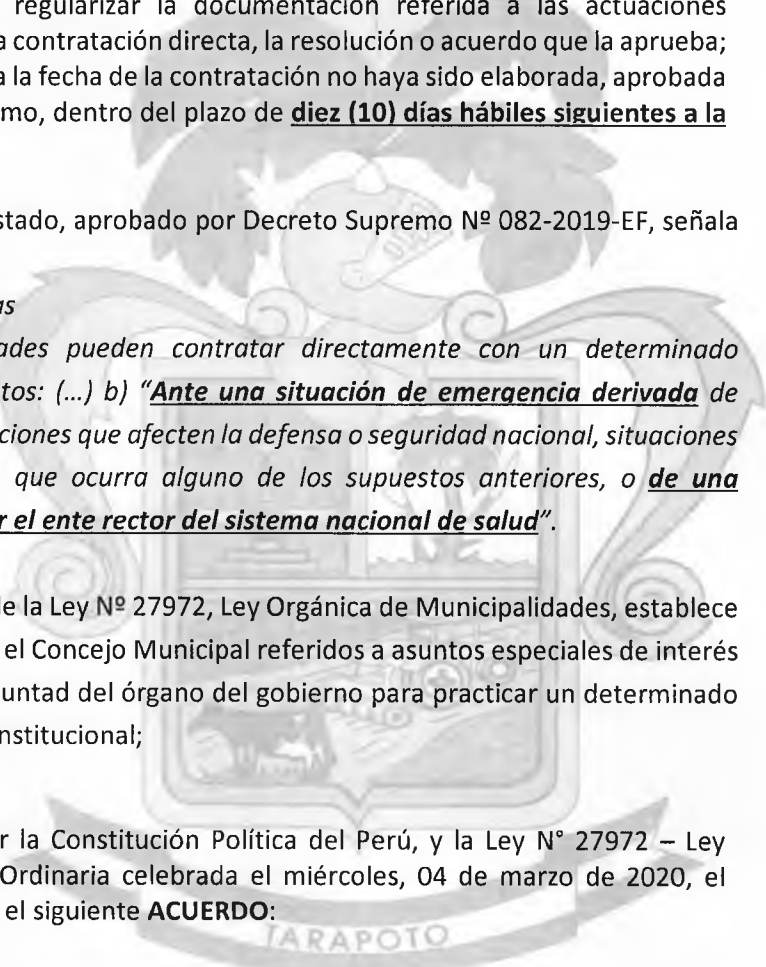 regularizar la documentación referida a las actuaciones
a contratación directa, la resolución o acuerdo que la aprueba;
a la fecha de la contratación no haya sido elaborada, aprobada
mo, dentro del plazo de diez (10) días hábiles siguientes a la
stado, aprobado por Decreto Supremo Nº 082-2019-EF, señala
as
ades pueden contratar directamente con un determinado
tos: (...) b) “Ante una situación de emergencia derivada de
ciones que afecten la defensa o seguridad nacional, situaciones
que ocurra alguno de los supuestos anteriores, o de una
r el ente rector del sistema nacional de salud”.
de la Ley Nº 27972, Ley Orgánica de Municipalidades, establece
el Concejo Municipal referidos a asuntos especiales de interés
untad del órgano del gobierno para practicar un determinado
nstitucional;
r la Constitución Política del Perú, y la Ley N° 27972 – Ley
Ordinaria celebrada el miércoles, 04 de marzo de 2020, el
el siguiente ACUERDO:
TARAPOTO